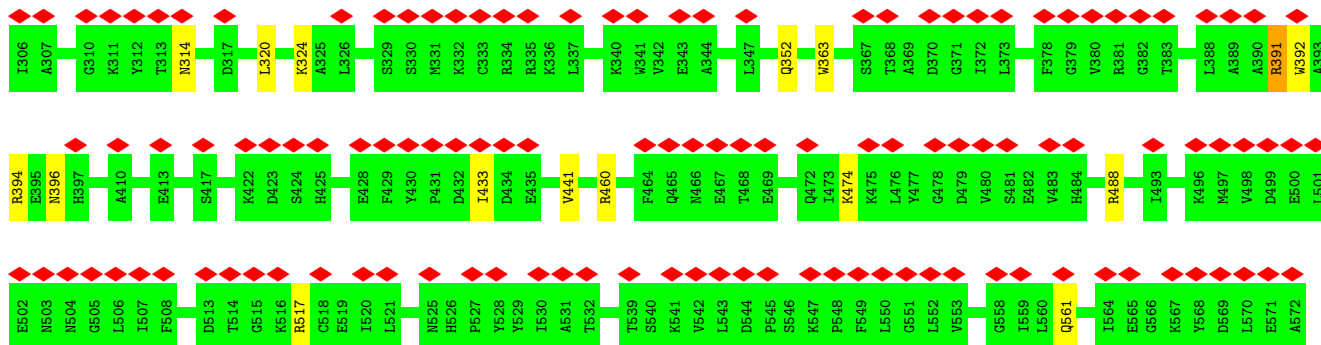 I306 A307 G310 K311 Y312 T313 N314 D317 L320 K324 A325 L326 S329 S330 M331 K332 C333 R334 R335 K336 L337 K340 W341 V342 E343 A344 L347 Q352 W363 S367 T368 A369 D370 G371 I372 L373 F378 G379 V380 R381 G382 T383 L388 A389 A390 R391 W392 A393
R394 E395 N396 H397 A410 E413 S417 K422 D423 S424 H425 E428 F429 Y430 P431 D432 I433 D434 E435 V441 R460 F464 Q465 N466 E467 T468 E469 Q472 I473 K474 K475 L476 Y477 G478 D479 V480 S481 E482 V483 H484 R488 I493 K496 M497 V498 D499 E500 L501
E502 N503 N504 G505 L506 I507 F508 D513 T514 G515 K516 R517 C518 E519 I520 L521 N525 H526 P527 Y528 Y529 I530 A531 T532 T539 S540 K541 V542 L543 D544 P545 S546 K547 P548 F549 L550 G551 L552 V553 G558 I559 L560 Q561 I564 E565 G566 K567 Y568 D569 L570 E571 A572